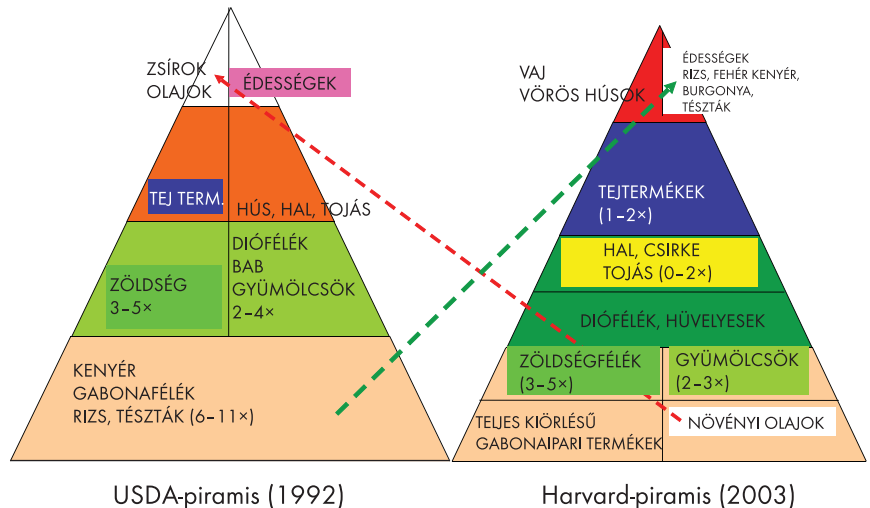 ZSÍROK
OLAJOK
ÉDESSÉGEK
TEJ TERM.
HÚS, HAL, TOJÁS
ZÖLDSÉG
3–5×
DIÓFÉLÉK
BAB
GYÜMÖLCSÖK
2–4×
KENYÉR
GABONAFÉLÉK
RIZS, TÉSZTÁK (6–11×)
USDA-piramis (1992)
VAJ
VÖRÖS HÚSOK
ÉDESSÉGEK
RIZS, FEHÉR KENYÉR,
BURGONYA,
TÉSZTÁK
TEJTERMÉKEK
(1–2×)
HAL, CSIRKE
TOJÁS (0–2×)
DIÓFÉLÉK, HÜVELYESEK
ZÖLDSÉGFÉLÉK
(3–5×)
GYÜMÖLCSÖK
(2–3×)
TELJES KIÖRLÉSŰ
GABONAIPARI TERMÉKEK
NÖVÉNYI OLAJOK
Harvard-piramis (2003)